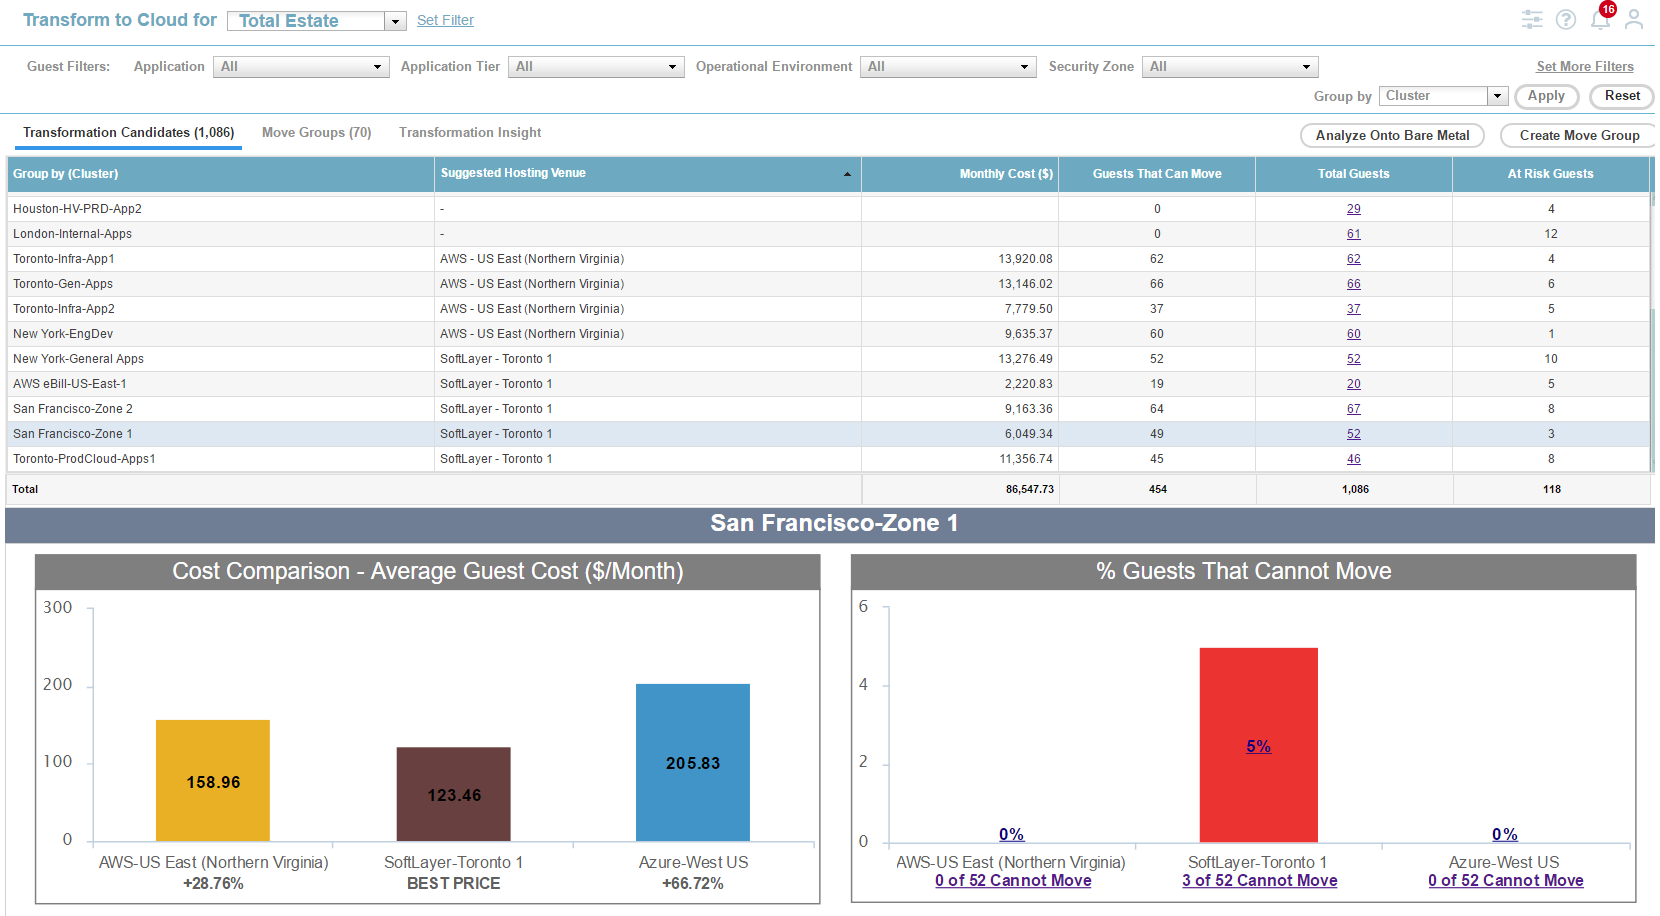 Transform to Cloud for Total Estate Set Filter 16
Guest Filters: Application All Application Tier All Operational Environment All Security Zone All Set More Filters
Group by Cluster Apply Reset
Transformation Candidates (1,086) Move Groups (70) Transformation Insight Analyze Onto Bare Metal Create Move Group
Group by (Cluster) Suggested Hosting Venue Monthly Cost ($) Guests That Can Move Total Guests At Risk Guests
Houston-HV-PRD-App2 - 0 29 4
London-Internal-Apps - 0 61 12
Toronto-Infra-App1 AWS - US East (Northern Virginia) 13,920.08 62 62 4
Toronto-Gen-Apps AWS - US East (Northern Virginia) 13,146.02 66 66 6
Toronto-Infra-App2 AWS - US East (Northern Virginia) 7,779.50 37 37 5
New York-EngDev AWS - US East (Northern Virginia) 9,635.37 60 60 1
New York-General Apps SoftLayer - Toronto 1 13,276.49 52 52 10
AWS eBill-US-East-1 SoftLayer - Toronto 1 2,220.83 19 20 5
San Francisco-Zone 2 SoftLayer - Toronto 1 9,163.36 64 67 8
San Francisco-Zone 1 SoftLayer - Toronto 1 6,049.34 49 52 3
Toronto-ProdCloud-Apps1 SoftLayer - Toronto 1 11,356.74 45 46 8
Total 86,547.73 454 1,086 118
San Francisco-Zone 1
Cost Comparison - Average Guest Cost ($/Month)
300
200
100
0
158.96
123.46
205.83
AWS-US East (Northern Virginia) SoftLayer-Toronto 1 Azure-West US
+28.76% BEST PRICE +66.72%
% Guests That Cannot Move
6
4
2
0
0%
5%
0%
AWS-US East (Northern Virginia) SoftLayer-Toronto 1 Azure-West US
0 of 52 Cannot Move 3 of 52 Cannot Move 0 of 52 Cannot Move